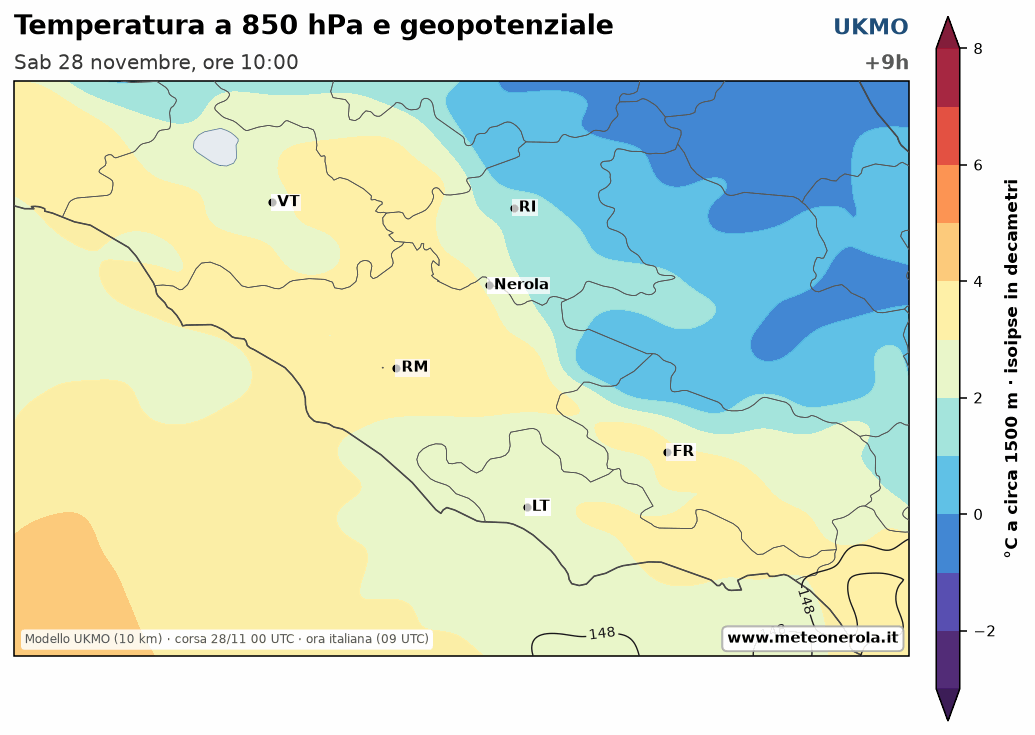 Temperatura a 850 hPa e geopotenziale
UKMO
Sab 28 novembre, ore 10:00
+9h
VT
RI
Nerola
RM
FR
LT
148
148
Modello UKMO (10 km) · corsa 28/11 00 UTC · ora italiana (09 UTC)
www.meteonerola.it
8
6
4
2
0
−2
°C a circa 1500 m · isoipse in decametri